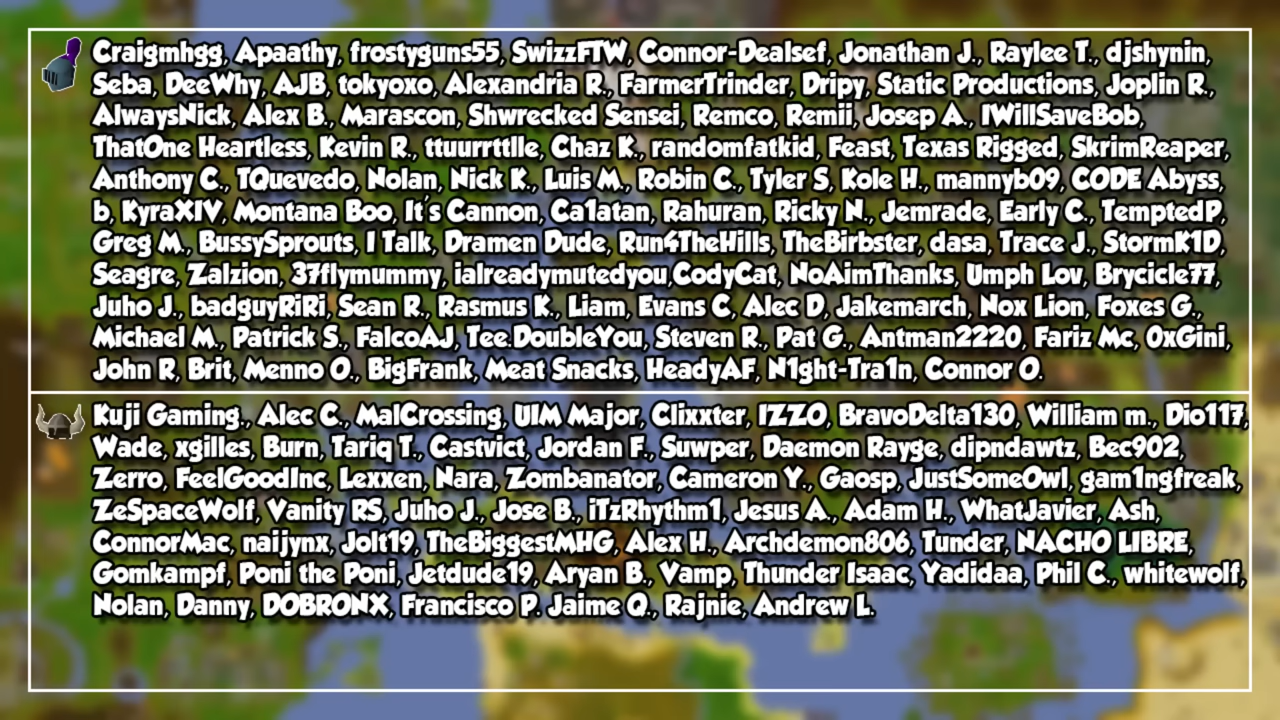 Craigmhgg, Apaathy, frostyguns55, SwizzFTW, Connor-Dealsef, Jonathan J., Raylee T., djshynin,
Seba, DeeWhy, AJB, tokyoxo, Alexandria R., FarmerTrinder, Dripy, Static Productions, Joplin R.,
AlwaysNick, Alex B., Marascon, Shwrecked Sensei, Remco, Remii, Josep A., IWillSaveBob,
ThatOne Heartless, Kevin R., ttuurrttlle, Chaz K., randomfatkid, Feast, Texas Rigged, SkrimReaper,
Anthony C., TQuevedo, Nolan, Nick K., Luis M., Robin C., Tyler S, Kole H., mannyb09, CODE Abyss,
b, KyraXIV, Montana Boo, It's Cannon, Ca1atan, Rahuran, Ricky N., Jemrade, Early C., TemptedP,
Greg M., BussySprouts, I Talk, Dramen Dude, Run4TheHills, TheBirbster, dasa, Trace J., StormK1D,
Seagre, Zalzion, 37flymummy, ialreadymutedyou,CodyCat, NoAimThanks, Umph Lov, Brycicle77,
Juho J., badguyRiRi, Sean R., Rasmus K., Liam, Evans C, Alec D, Jakemarch, Nox Lion, Foxes G.,
Michael M., Patrick S., FalcoAJ, Tee.DoubleYou, Steven R., Pat G., Antman2220, Fariz Mc, 0xGini,
John R, Brit, Menno O., BigFrank, Meat Snacks, HeadyAF, N1ght-Tra1n, Connor O.
Kuji Gaming., Alec C., MalCrossing, UIM Major, Clixxter, IZZO, BravoDelta130, William m., Dio117,
Wade, xgilles, Burn, Tariq T., Castvict, Jordan F., Suwper, Daemon Rayge, dipndawtz, Bec902,
Zerro, FeelGoodInc, Lexxen, Nara, Zombanator, Cameron Y., Gaosp, JustSomeOwl, gam1ngfreak,
ZeSpaceWolf, Vanity RS, Juho J., Jose B., iTzRhythm1, Jesus A., Adam H., WhatJavier, Ash,
ConnorMac, naijynx, Jolt19, TheBiggestMHG, Alex H., Archdemon806, Tunder, NACHO LIBRE,
Gomkampf, Poni the Poni, Jetdude19, Aryan B., Vamp, Thunder Isaac, Yadidaa, Phil C., whitewolf,
Nolan, Danny, DOBRONX, Francisco P. Jaime Q., Rajnie, Andrew L.